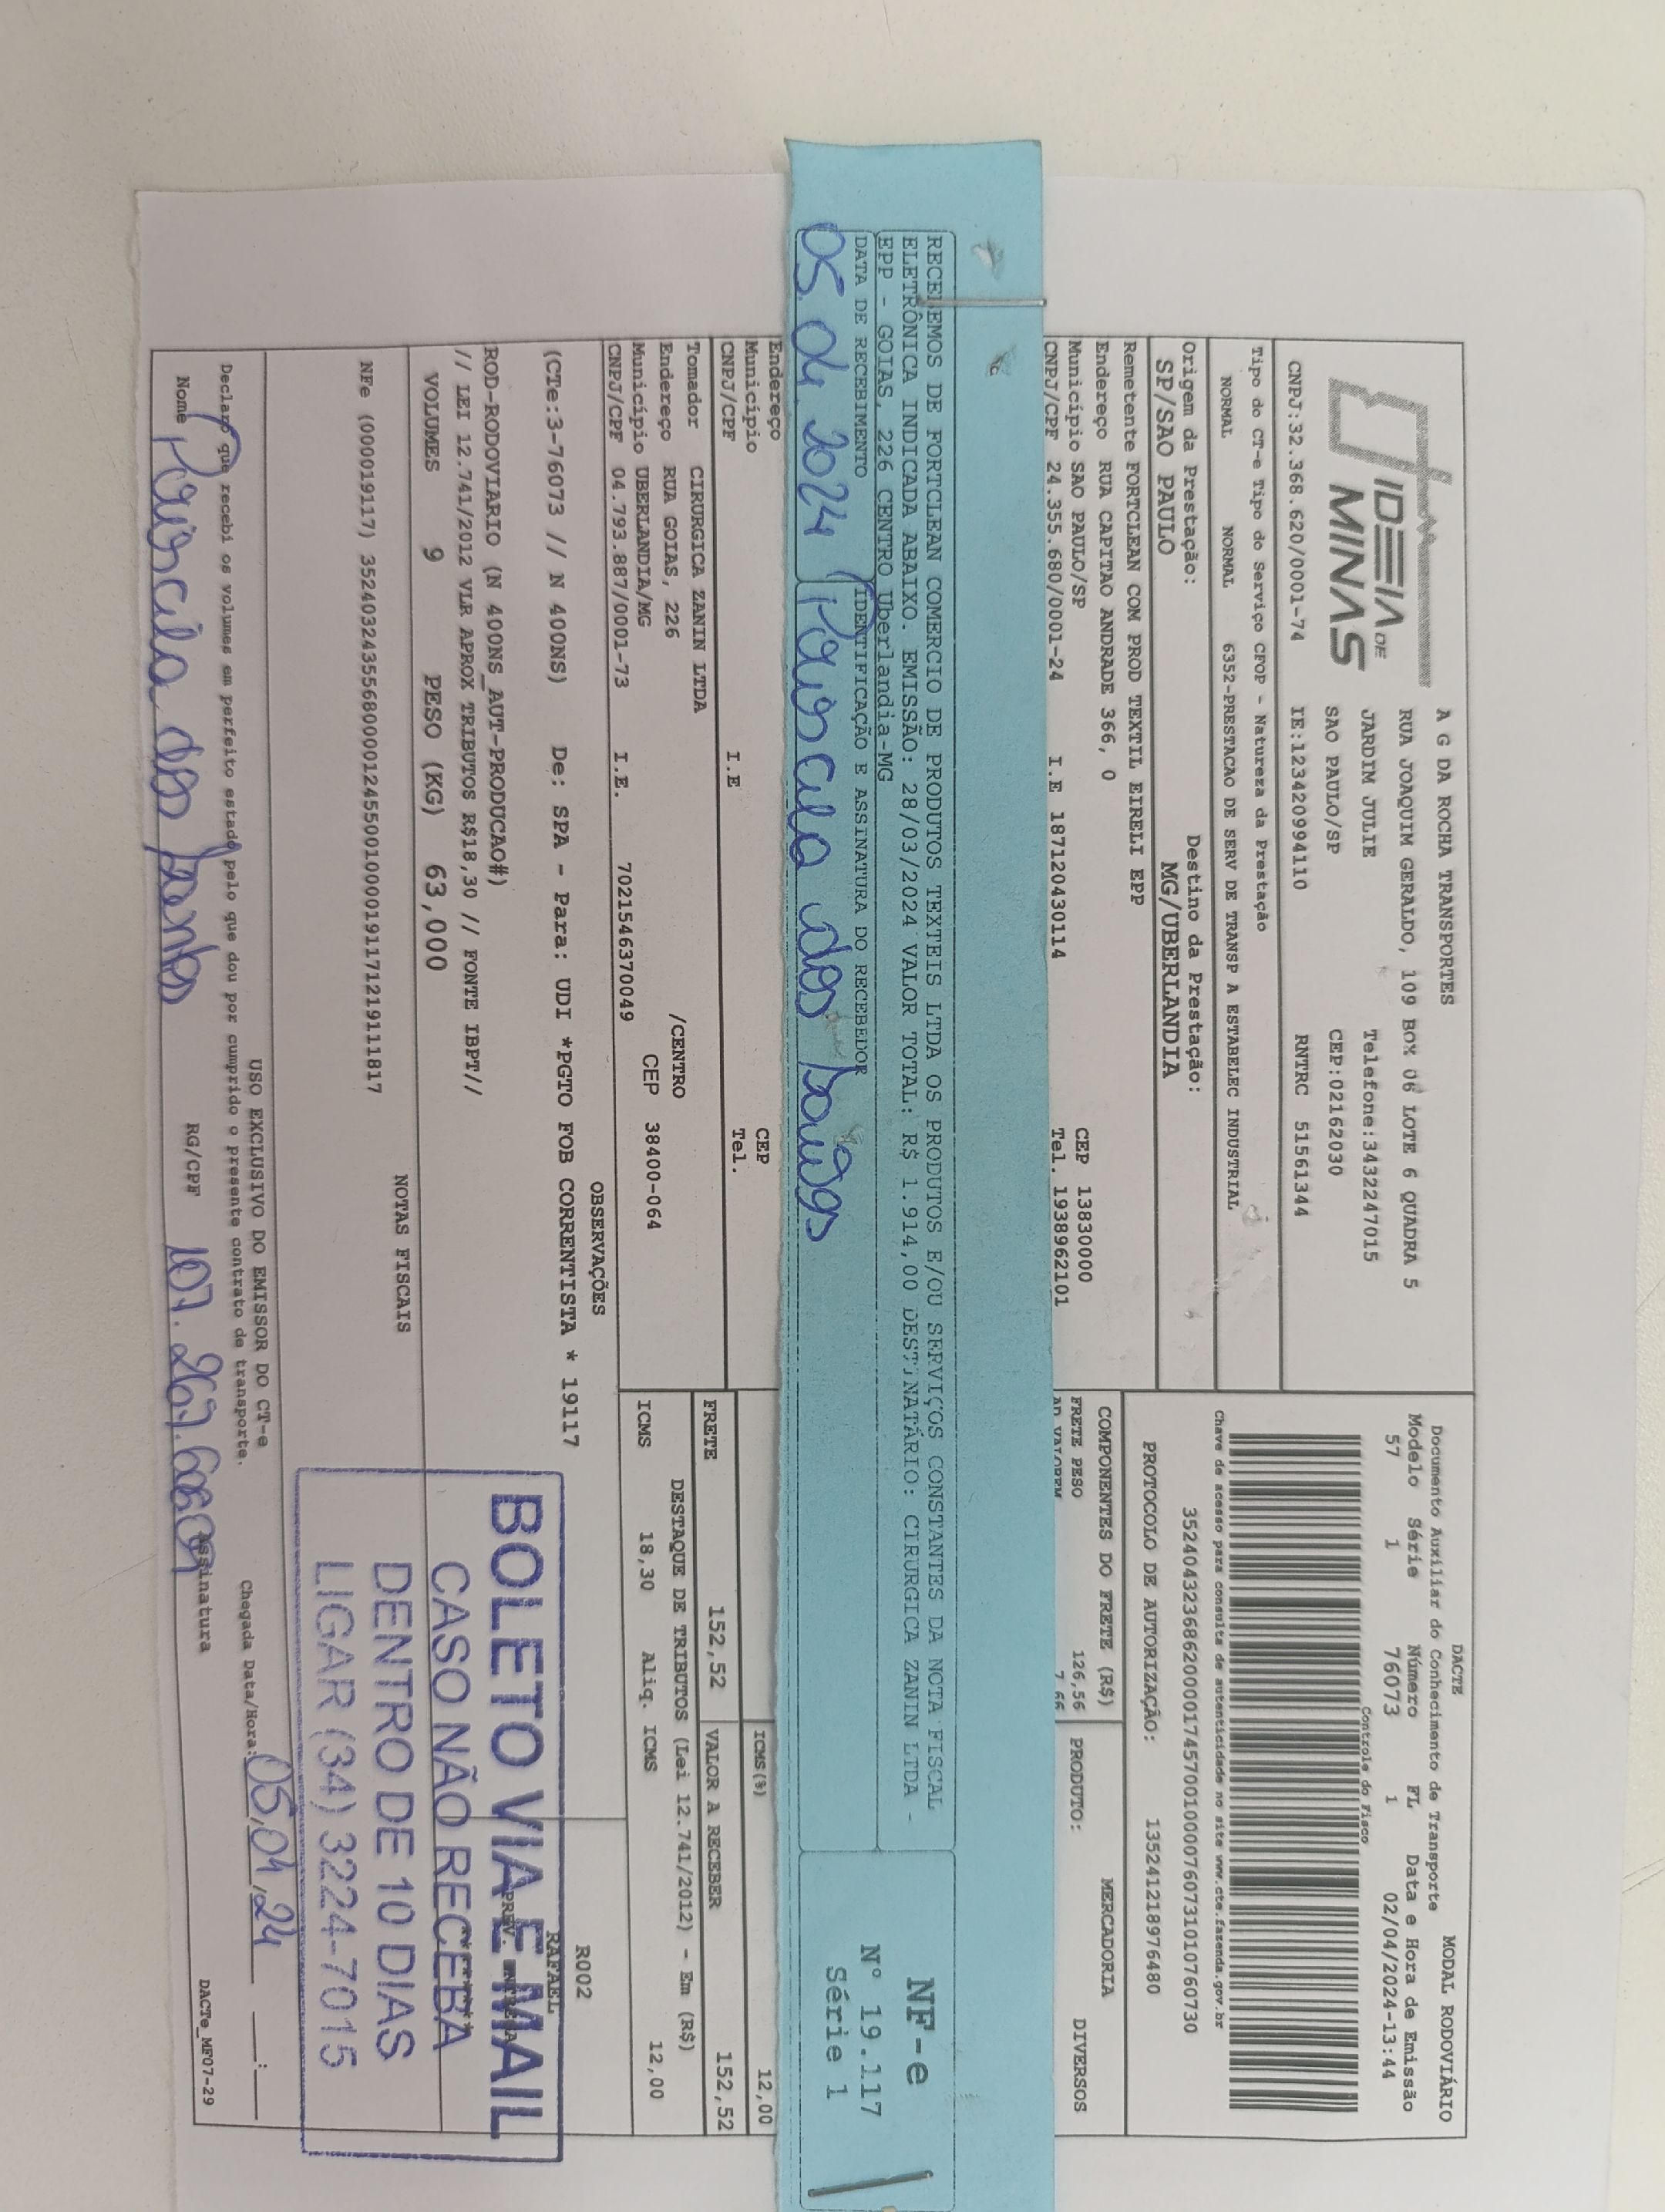 IDEIA DE MINAS
A G DA ROCHA TRANSPORTES
RUA JOAQUIM GERALDO, 109 BOX 06 LOTE 6 QUADRA 5
JARDIM JULIE Telefone:3432247015
SAO PAULO/SP CEP:02162030
CNPJ:32.368.620/0001-74 IE:123420994110 RNTRC 51561344
DACTE MODAL RODOVIÁRIO
Documento Auxiliar do Conhecimento de Transporte
Modelo Série Número FL Data e Hora de Emissão
57 1 76073 1 02/04/2024-13:44
Controle do Fisco
Chave de acesso para consulta de autenticidade no site www.cte.fazenda.gov.br
35240432368620000174570010000760731010760730
PROTOCOLO DE AUTORIZAÇÃO: 135241218976480
Tipo do CT-e Tipo do Serviço CFOP - Natureza da Prestação
NORMAL NORMAL 6352-PRESTACAO DE SERV DE TRANSP A ESTABELEC INDUSTRIAL
Origem da Prestação: Destino da Prestação:
SP/SAO PAULO MG/UBERLANDIA
Remetente FORTCLEAN COM PROD TEXTIL EIRELI EPP
Endereço RUA CAPITAO ANDRADE 366, 0
Município SAO PAULO/SP CEP 13830000
CNPJ/CPF 24.355.680/0001-24 I.E 187120430114 Tel. 1938962101
COMPONENTES DO FRETE (R$) PRODUTO: MERCADORIA DIVERSOS
FRETE PESO 126,56
AD VALOREM 7,66
RECEBEMOS DE FORTCLEAN COMERCIO DE PRODUTOS TEXTEIS LTDA OS PRODUTOS E/OU SERVIÇOS CONSTANTES DA NOTA FISCAL
ELETRÔNICA INDICADA ABAIXO. EMISSÃO: 28/03/2024 VALOR TOTAL: R$ 1.914,00 DESTINATÁRIO: CIRURGICA ZANIN LTDA -
EPP - GOIAS, 226 CENTRO Uberlandia-MG
DATA DE RECEBIMENTO IDENTIFICAÇÃO E ASSINATURA DO RECEBEDOR
05.04.2024 dos Santos
NF-e
N° 19.117
Série 1
Endereço
Município CEP
CNPJ/CPF I.E Tel.
ICMS(%) 12,00
FRETE 152,52 VALOR A RECEBER 152,52
Tomador CIRURGICA ZANIN LTDA
Endereço RUA GOIAS, 226 /CENTRO
Município UBERLANDIA/MG CEP 38400-064
CNPJ/CPF 04.793.887/0001-73 I.E. 7021546370049
DESTAQUE DE TRIBUTOS (Lei 12.741/2012) - Em (R$)
ICMS 18,30 Aliq. ICMS 12,00
OBSERVAÇÕES
(CTe:3-76073 // N 400NS) De: SPA - Para: UDI *PGTO FOB CORRENTISTA * 19117
R002
RAFAEL
PREV. ENTREGA
ROD-RODOVIARIO (N 400NS_AUT-PRODUCAO#)
// LEI 12.741/2012 VLR APROX TRIBUTOS R$18,30 // FONTE IBPT//
VOLUMES 9 PESO (KG) 63,000
NOTAS FISCAIS
NFe (000019117) 35240324355680000124550010000191171219111817
BOLETO VIA E-MAIL
CASO NÃO RECEBA
DENTRO DE 10 DIAS
LIGAR (34) 3224-7015
USO EXCLUSIVO DO EMISSOR DO CT-e
Declaro que recebi os volumes em perfeito estado pelo que dou por cumprido o presente contrato de transporte.
Chegada Data/Hora: 05/04/24 __:__
Nome dos Santos RG/CPF Assinatura
DACTe_MF07-29